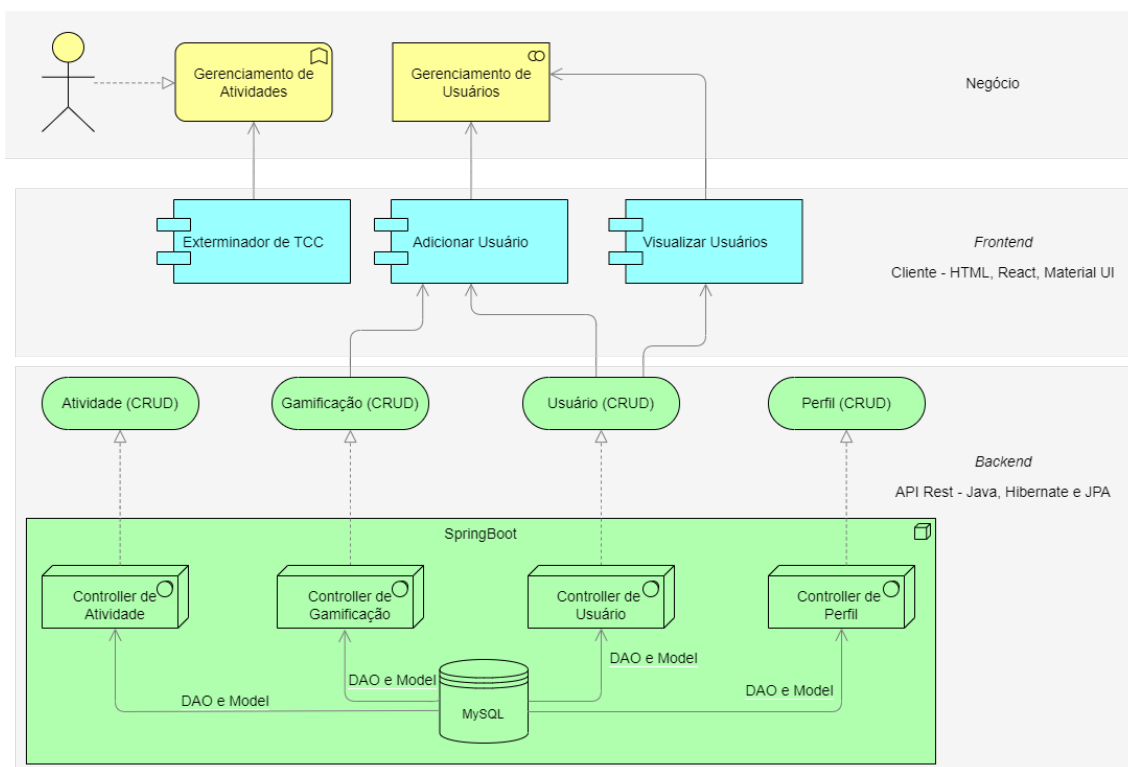 Gerenciamento de
Atividades
Gerenciamento de
Usuários
Negócio
Exterminador de TCC
Adicionar Usuário
Visualizar Usuários
Frontend
Cliente - HTML, React, Material UI
Atividade (CRUD)
Gamificação (CRUD)
Usuário (CRUD)
Perfil (CRUD)
Backend
API Rest - Java, Hibernate e JPA
SpringBoot
Controller de
Atividade
Controller de
Gamificação
Controller de
Usuário
Controller de
Perfil
DAO e Model
DAO e Model
DAO e Model
DAO e Model
MySQL